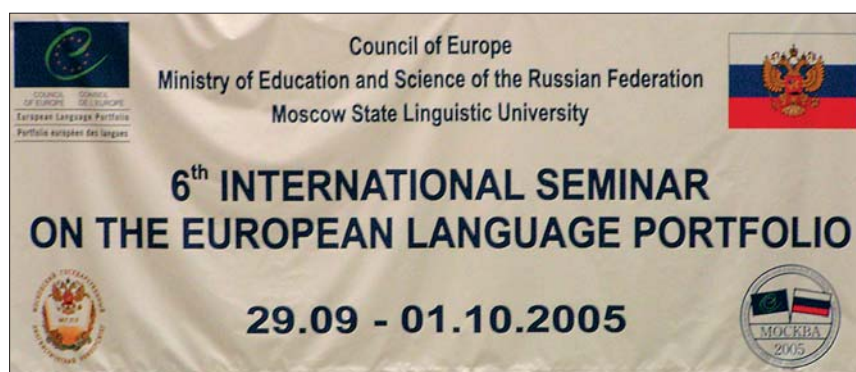 COUNCIL OF EUROPE
CONSEIL DE L'EUROPE
European Language Portfolio
Portfolio européen des langues
Council of Europe
Ministry of Education and Science of the Russian Federation
Moscow State Linguistic University
6th INTERNATIONAL SEMINAR
ON THE EUROPEAN LANGUAGE PORTFOLIO
29.09 - 01.10.2005
МОСКВА
2005